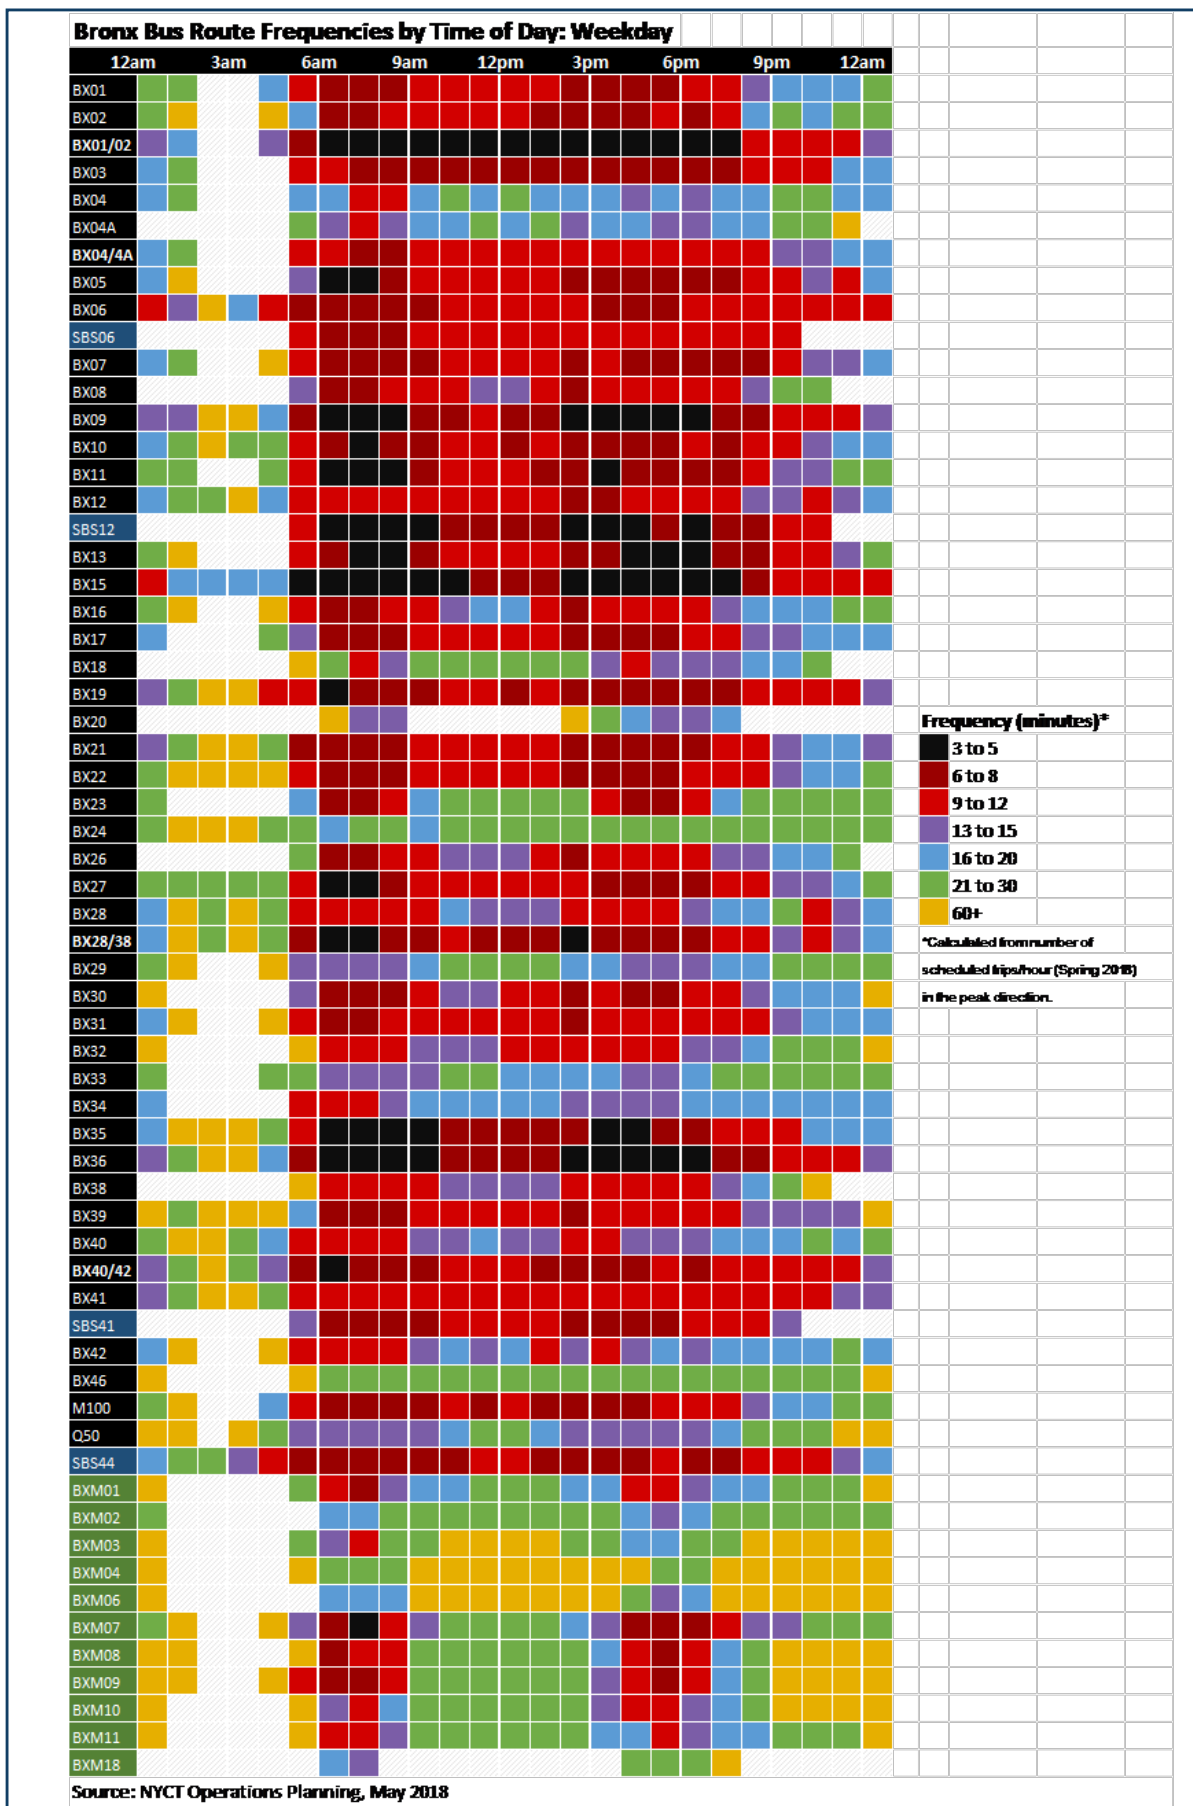 Bronx Bus Route Frequencies by Time of Day: Weekday
12am 3am 6am 9am 12pm 3pm 6pm 9pm 12am
BX01
BX02
BX01/02
BX03
BX04
BX04A
BX04/4A
BX05
BX06
SBS06
BX07
BX08
BX09
BX10
BX11
BX12
SBS12
BX13
BX15
BX16
BX17
BX18
BX19
BX20
BX21
BX22
BX23
BX24
BX26
BX27
BX28
BX28/38
BX29
BX30
BX31
BX32
BX33
BX34
BX35
BX36
BX38
BX39
BX40
BX40/42
BX41
SBS41
BX42
BX46
M100
Q50
SBS44
BXM01
BXM02
BXM03
BXM04
BXM06
BXM07
BXM08
BXM09
BXM10
BXM11
BXM18
Frequency (minutes)*
3 to 5
6 to 8
9 to 12
13 to 15
16 to 20
21 to 30
60+
*Calculated from number of
scheduled trips/hour (Spring 2018)
in the peak direction.
Source: NYCT Operations Planning, May 2018